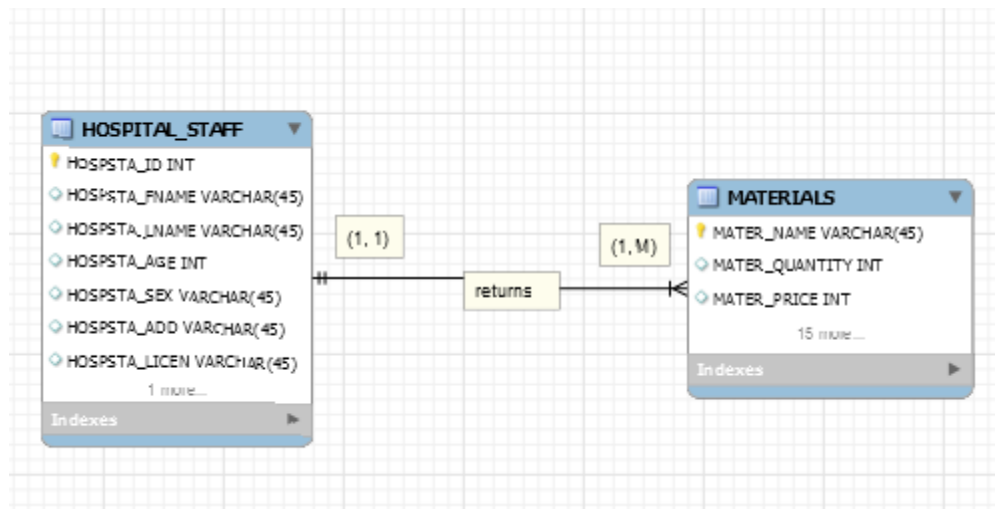 HOSPITAL_STAFF
HOSPSTA_ID INT
HOSPSTA_FNAME VARCHAR(45)
HOSPSTA_LNAME VARCHAR(45)
HOSPSTA_AGE INT
HOSPSTA_SEX VARCHAR(45)
HOSPSTA_ADD VARCHAR(45)
HOSPSTA_LICEN VARCHAR(45)
1 more...
Indexes
(1, 1)
returns
(1, M)
MATERIALS
MATER_NAME VARCHAR(45)
MATER_QUANTITY INT
MATER_PRICE INT
15 more...
Indexes